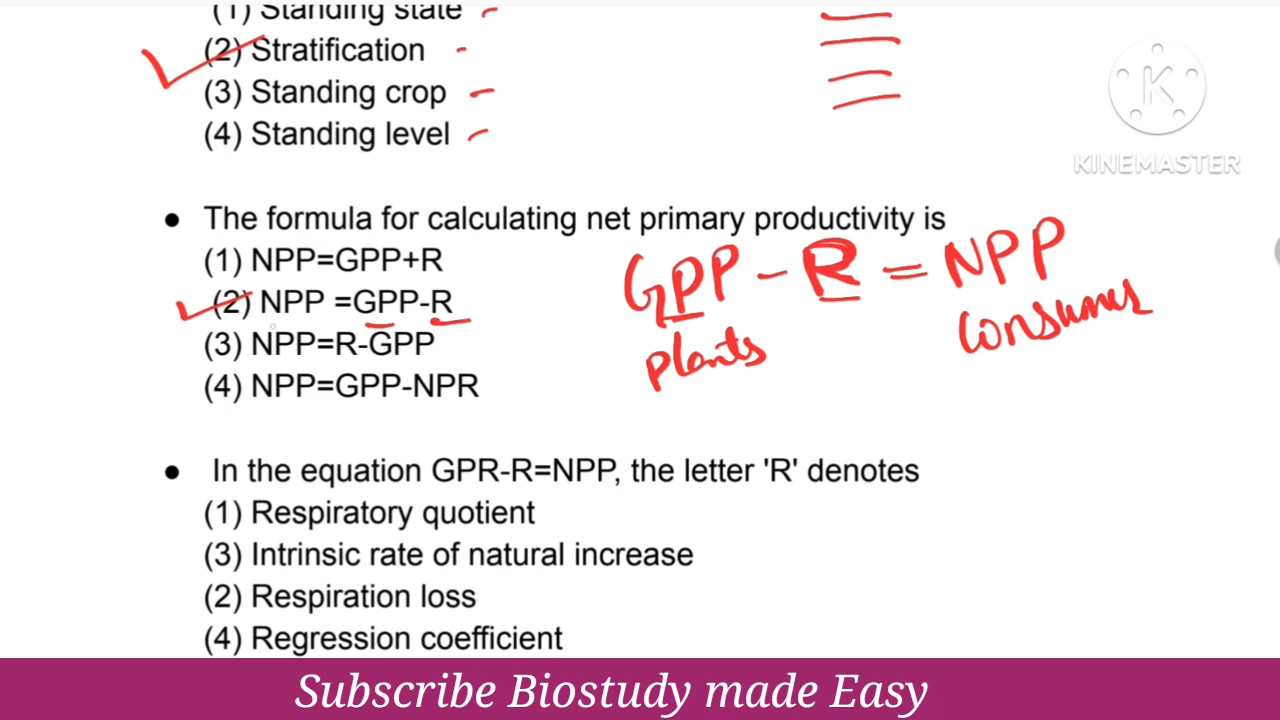 (1) Standing state
(2) Stratification
(3) Standing crop
(4) Standing level
K
KINEMASTER
● The formula for calculating net primary productivity is
(1) NPP=GPP+R
(2) NPP =GPP-R
(3) NPP=R-GPP
(4) NPP=GPP-NPR
GPP - R = NPP
plants
consumers
● In the equation GPR-R=NPP, the letter 'R' denotes
(1) Respiratory quotient
(3) Intrinsic rate of natural increase
(2) Respiration loss
(4) Regression coefficient
Subscribe Biostudy made Easy